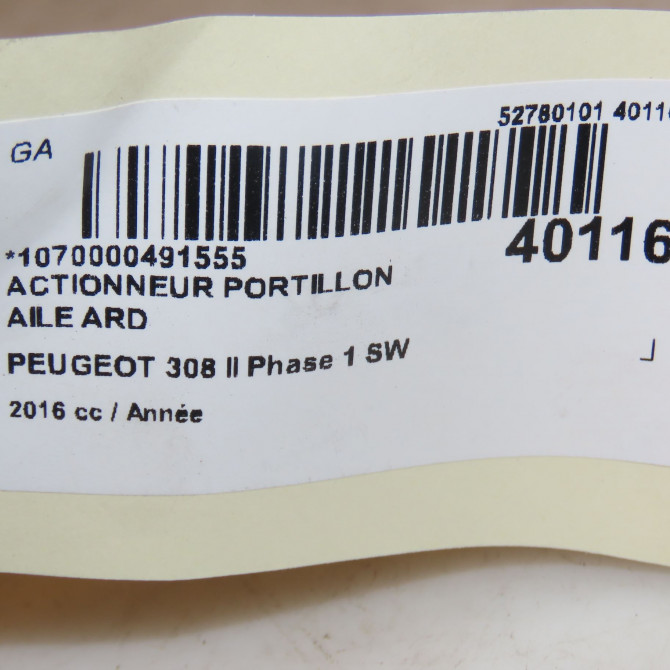 52780101 4011
GA
40116
*1070000491555
ACTIONNEUR PORTILLON
AILE ARD
PEUGEOT 308 II Phase 1 SW
2016 cc / Année